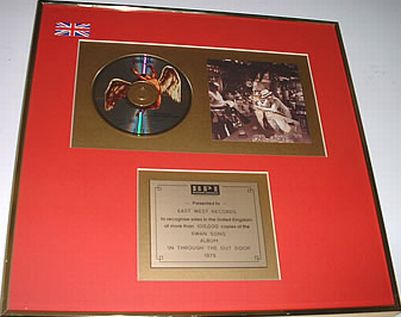 BPI
Presented to
EAST WEST RECORDS
to recognise sales in the United Kingdom
of more than 100,000 copies of the
SWAN SONG
ALBUM
"IN THROUGH THE OUT DOOR"
1979